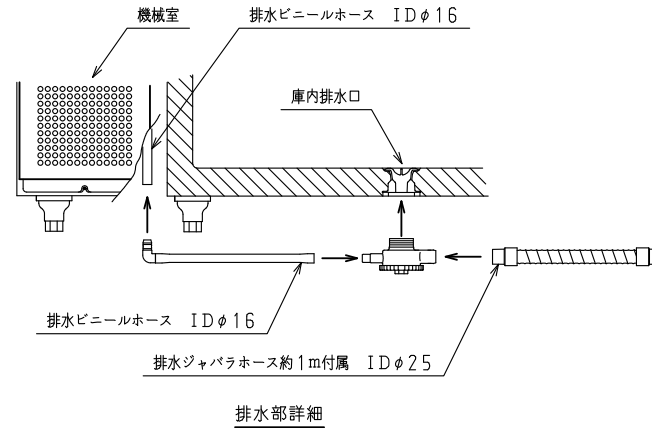 機械室
排水ビニールホース IDφ16
庫内排水口
排水ビニールホース IDφ16
排水ジャバラホース約1m付属 IDφ25
排水部詳細